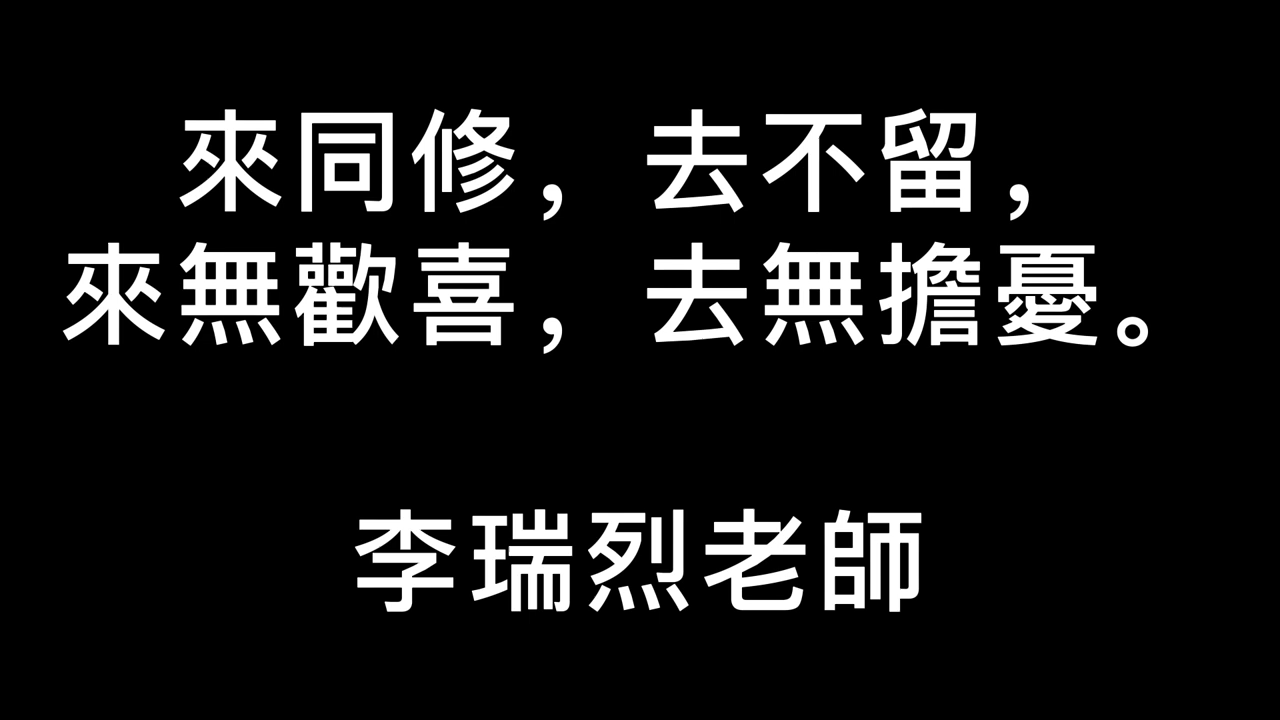 來同修，去不留，
來無歡喜，去無擔憂。
李瑞烈老師